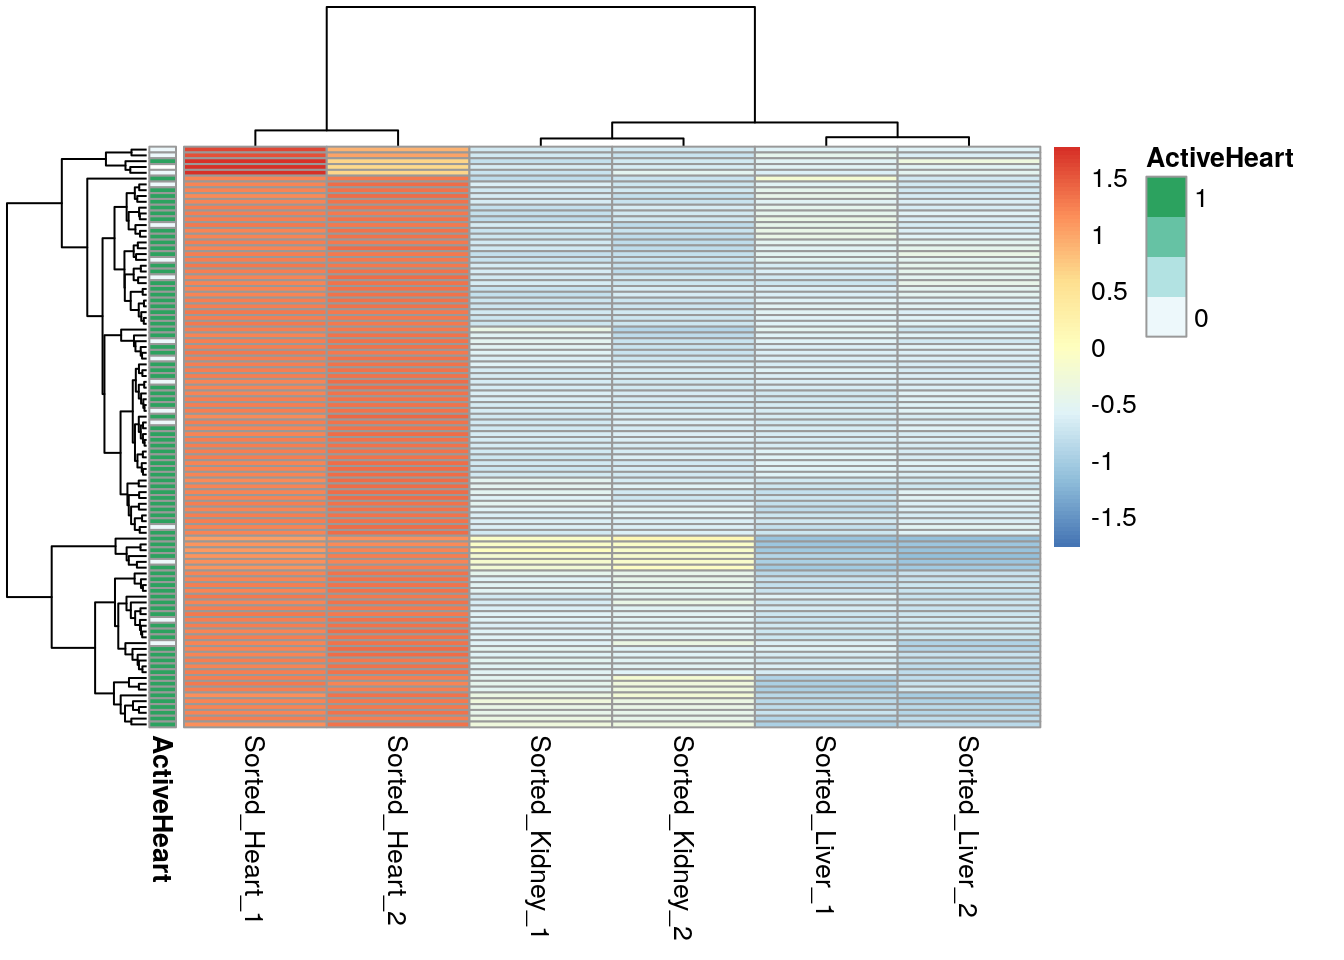 ActiveHeart
1
0
1.5
1
0.5
0
-0.5
-1
-1.5
ActiveHeart
Sorted_Heart_1
Sorted_Heart_2
Sorted_Kidney_1
Sorted_Kidney_2
Sorted_Liver_1
Sorted_Liver_2